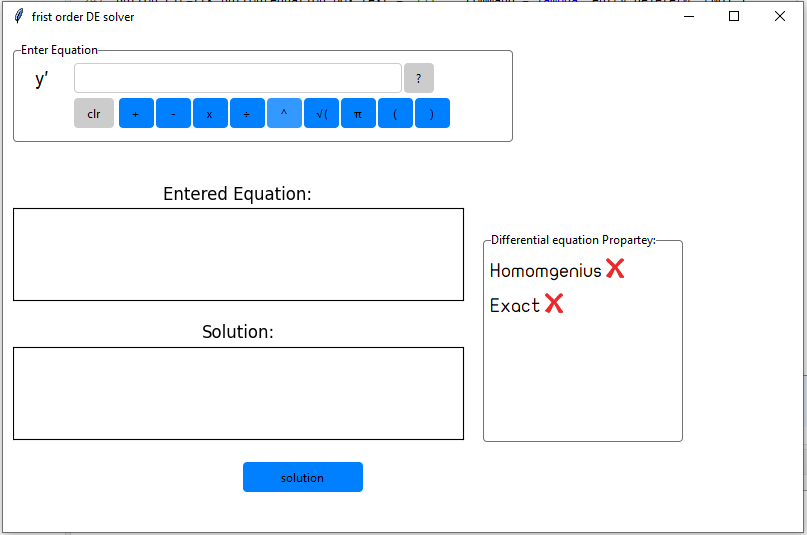 frist order DE solver
Enter Equation
y′ ?
clr + - x ÷ ^ √( π ( )
Entered Equation:
Differential equation Propartey:
Homomgenius ❌
Exact ❌
Solution:
solution